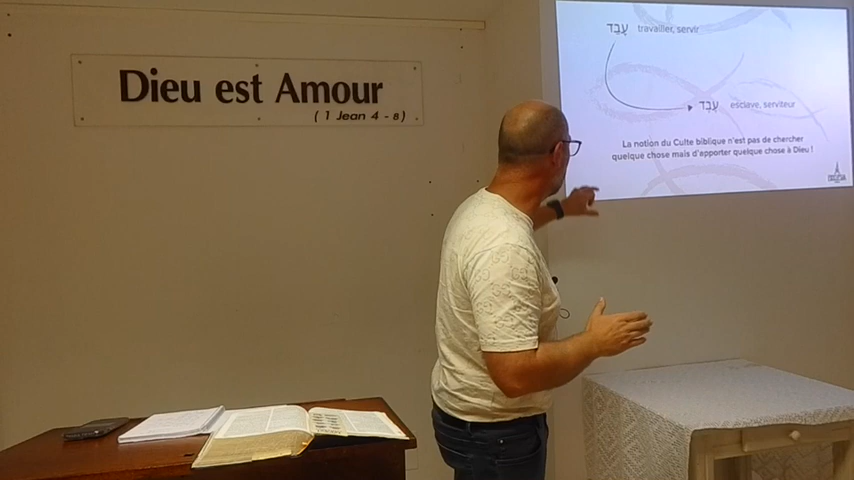 Dieu est Amour
( 1 Jean 4 - 8 )
עָבַד travailler, servir
עֶבֶד esclave, serviteur
La notion du Culte biblique n'est pas de chercher
quelque chose mais d'apporter quelque chose à Dieu !